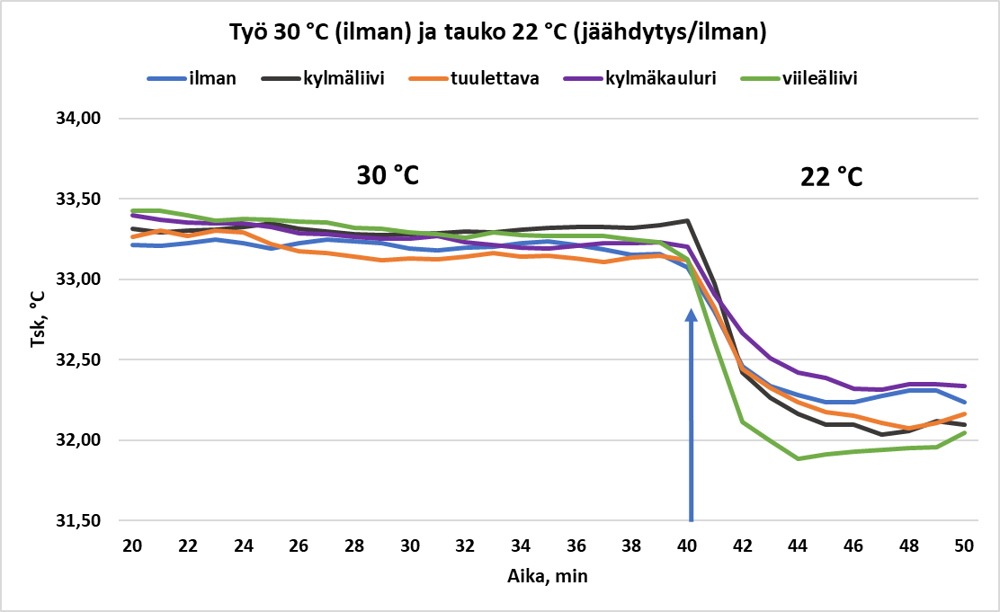 Työ 30 °C (ilman) ja tauko 22 °C (jäähdytys/ilman)
ilman kylmäliivi tuulettava kylmäkauluri viileäliivi
34,00
33,50
33,00
32,50
32,00
31,50
Tsk, °C
30 °C
22 °C
20 22 24 26 28 30 32 34 36 38 40 42 44 46 48 50
Aika, min